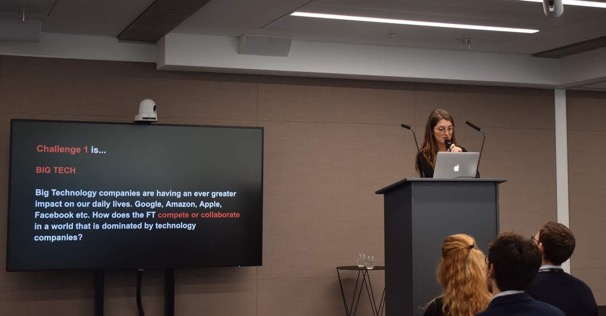 Challenge 1 is...
BIG TECH
Big Technology companies are having an ever greater
impact on our daily lives. Google, Amazon, Apple,
Facebook etc. How does the FT compete or collaborate
in a world that is dominated by technology
companies?